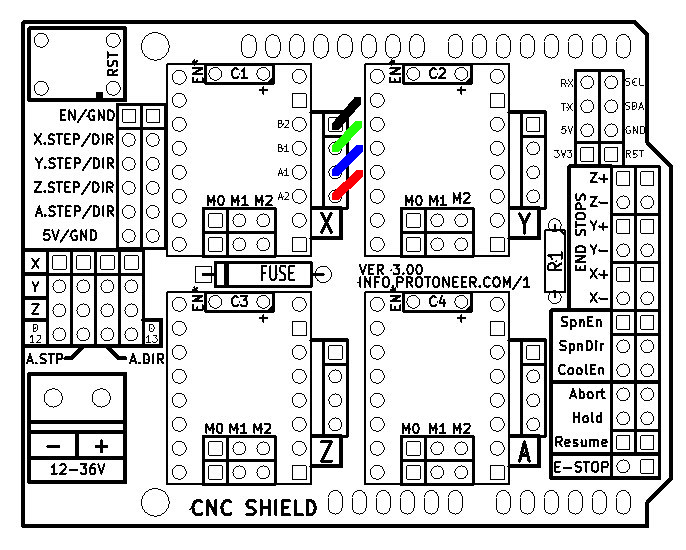 RST
EN*
C1
+
EN*
C2
+
EN/GND
X.STEP/DIR
Y.STEP/DIR
Z.STEP/DIR
A.STEP/DIR
5V/GND
B2
B1
A1
A2
M0 M1 M2
X
M0 M1 M2
Y
RX
SCL
TX
SDA
5V
GND
3V3
RST
END STOPS
Z+
Z-
Y+
Y-
X+
X-
R1
X
Y
Z
D
12
D
13
A.STP
A.DIR
FUSE
VER 3.00
INFO.PROTONEER.COM/1
EN*
C3
+
EN*
C4
+
SpnEn
SpnDir
CoolEn
Abort
Hold
Resume
E-STOP
- +
12-36V
M0 M1 M2
Z
M0 M1 M2
A
CNC SHIELD